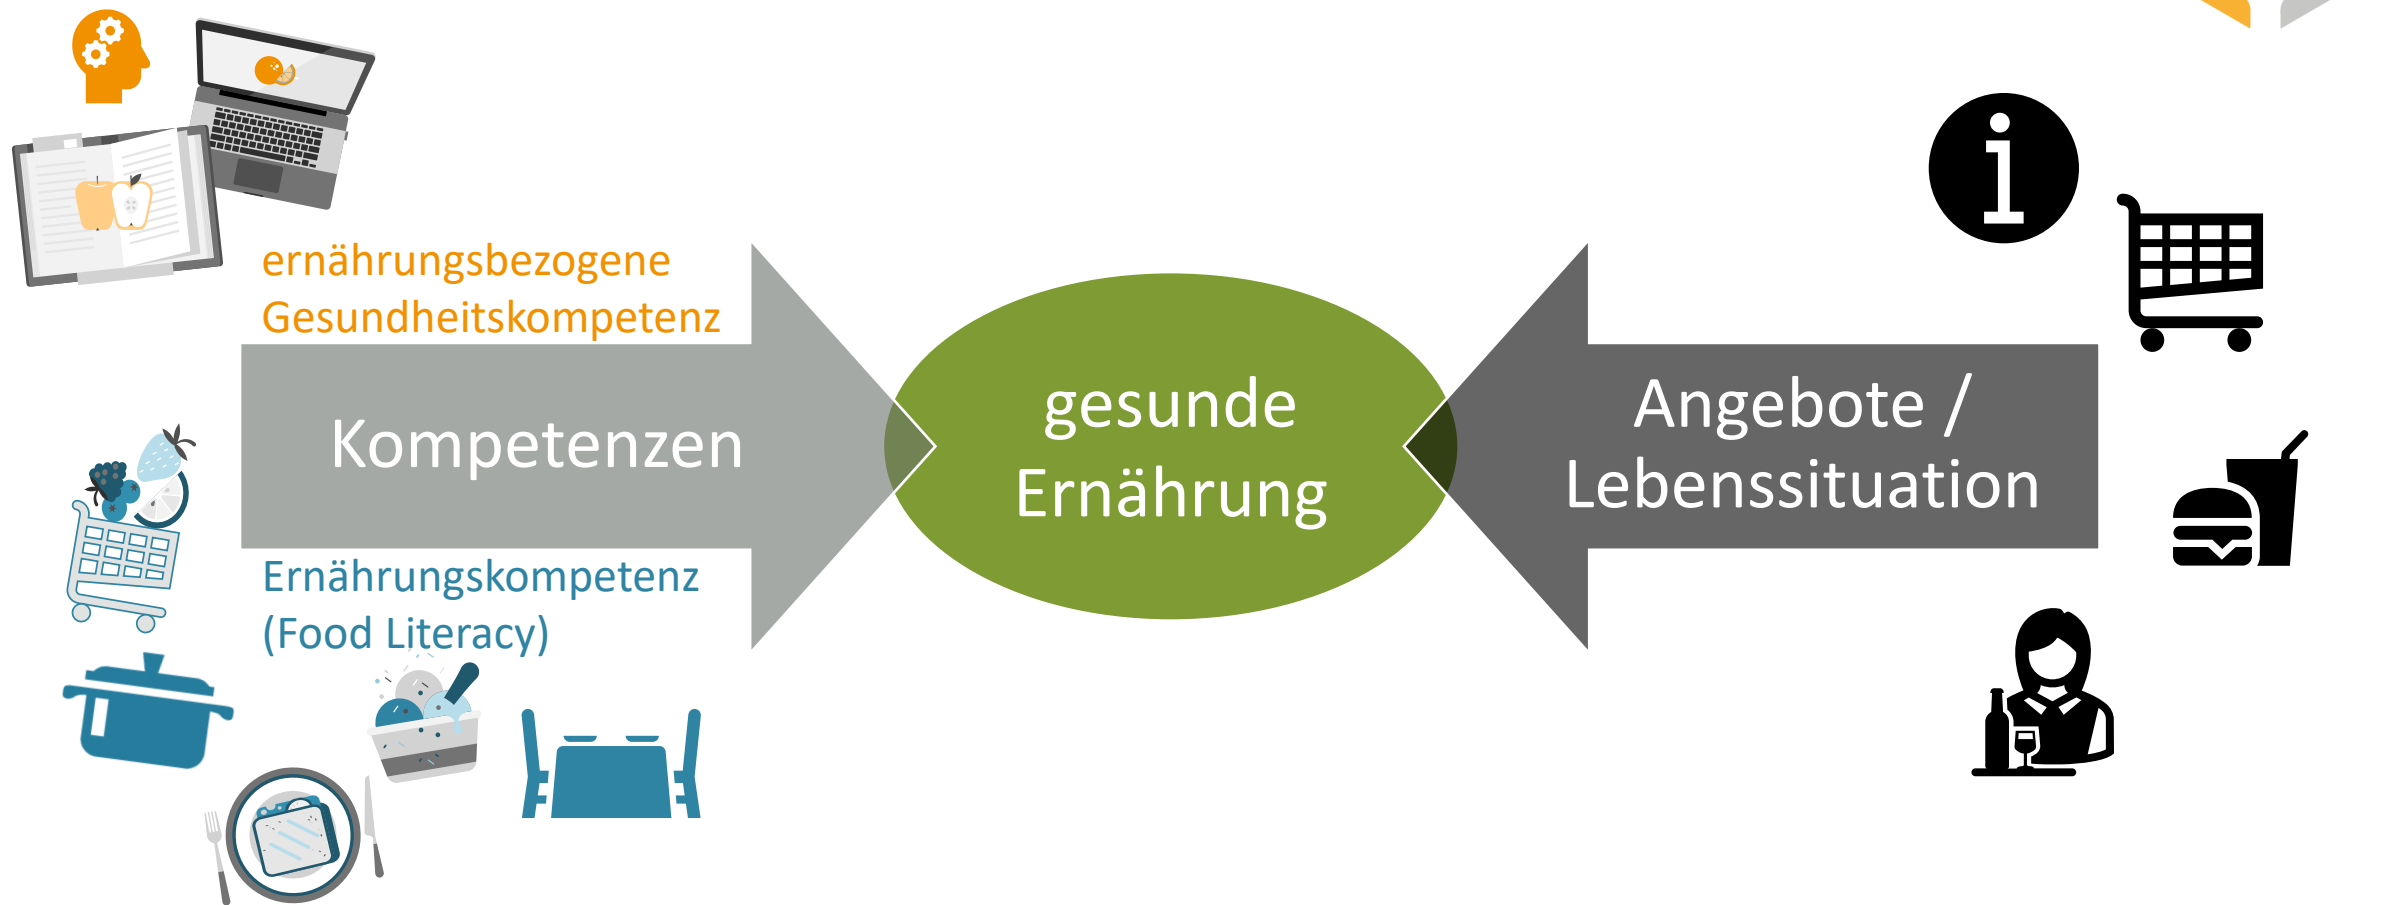 ernährungsbezogene
Gesundheitskompetenz
Kompetenzen
Ernährungskompetenz
(Food Literacy)
gesunde
Ernährung
i
Angebote /
Lebenssituation